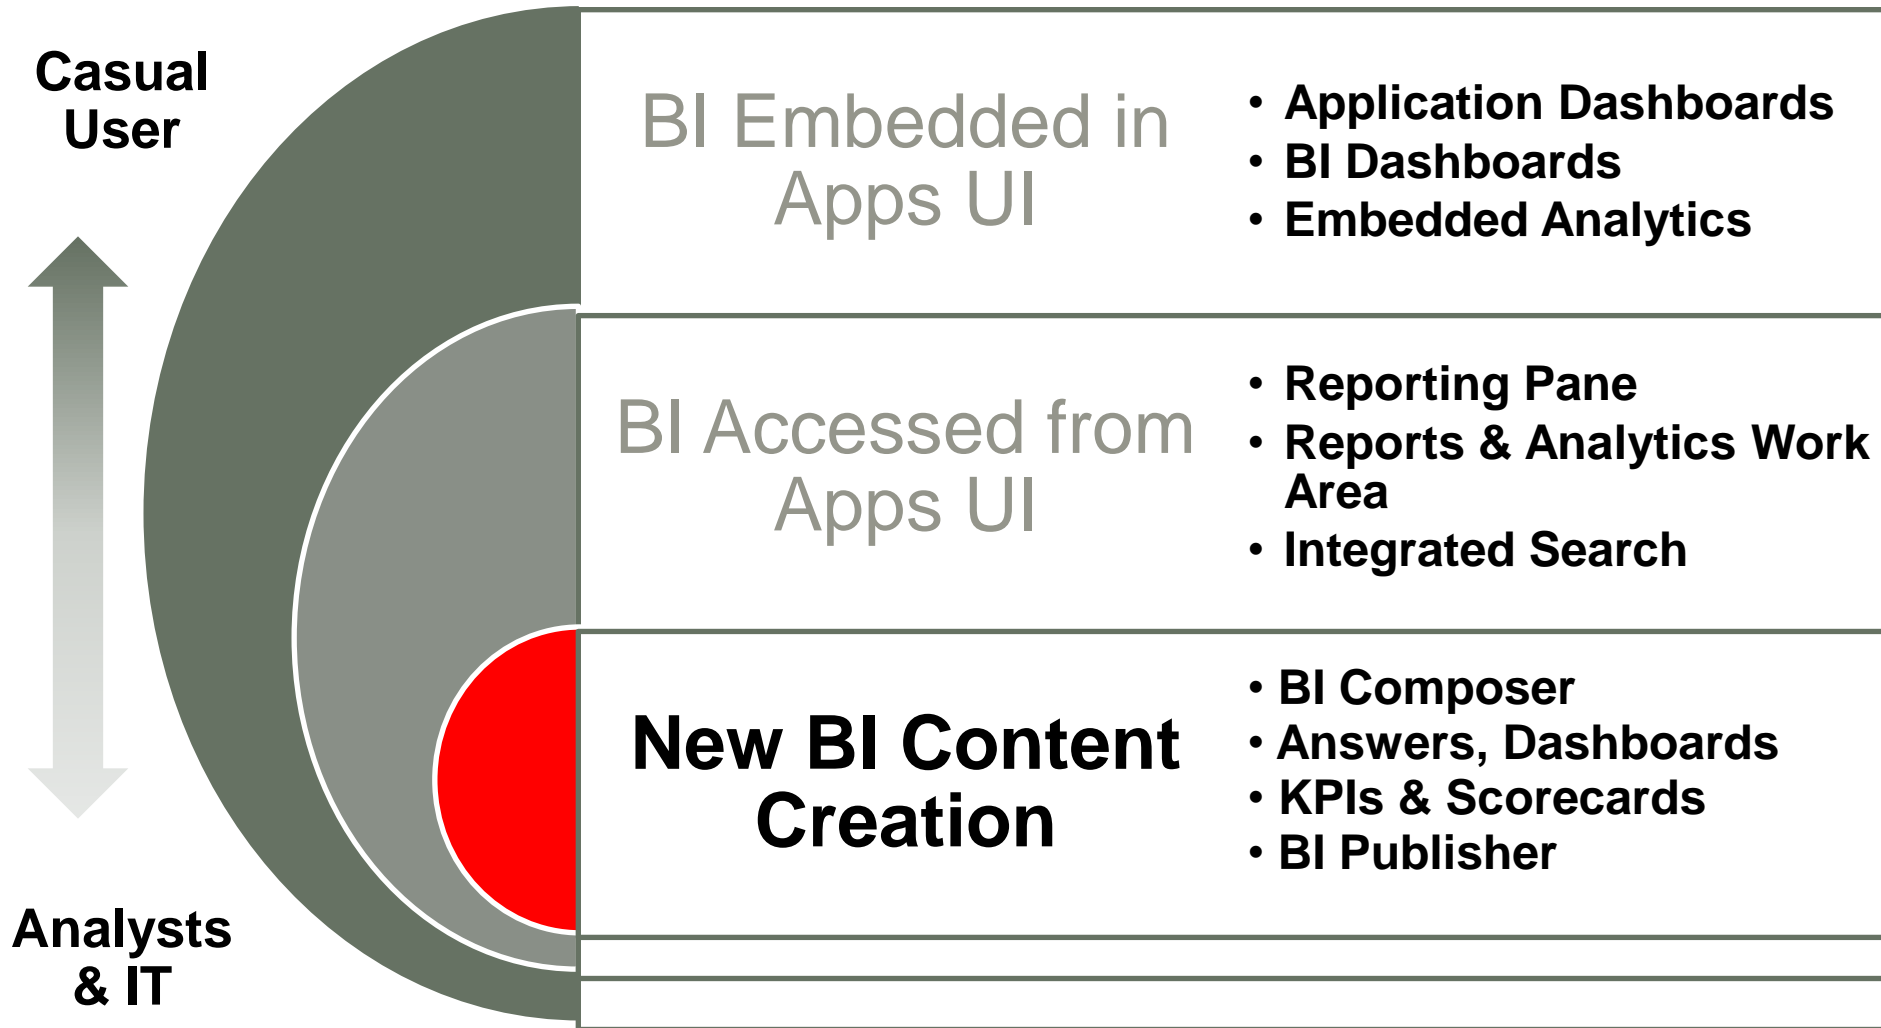 Casual
User
BI Embedded in
Apps UI
• Application Dashboards
• BI Dashboards
• Embedded Analytics
BI Accessed from
Apps UI
• Reporting Pane
• Reports & Analytics Work
Area
• Integrated Search
New BI Content
Creation
• BI Composer
• Answers, Dashboards
• KPIs & Scorecards
• BI Publisher
Analysts
& IT